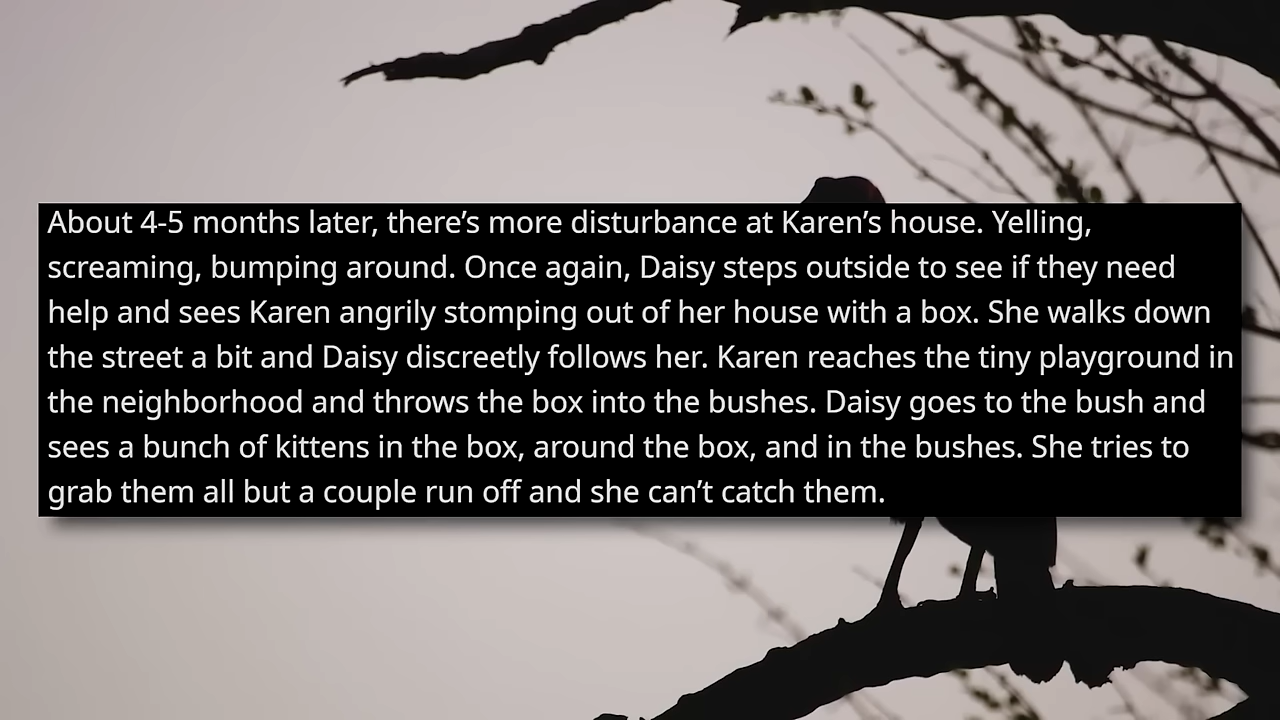 About 4-5 months later, there’s more disturbance at Karen’s house. Yelling,
screaming, bumping around. Once again, Daisy steps outside to see if they need
help and sees Karen angrily stomping out of her house with a box. She walks down
the street a bit and Daisy discreetly follows her. Karen reaches the tiny playground in
the neighborhood and throws the box into the bushes. Daisy goes to the bush and
sees a bunch of kittens in the box, around the box, and in the bushes. She tries to
grab them all but a couple run off and she can’t catch them.